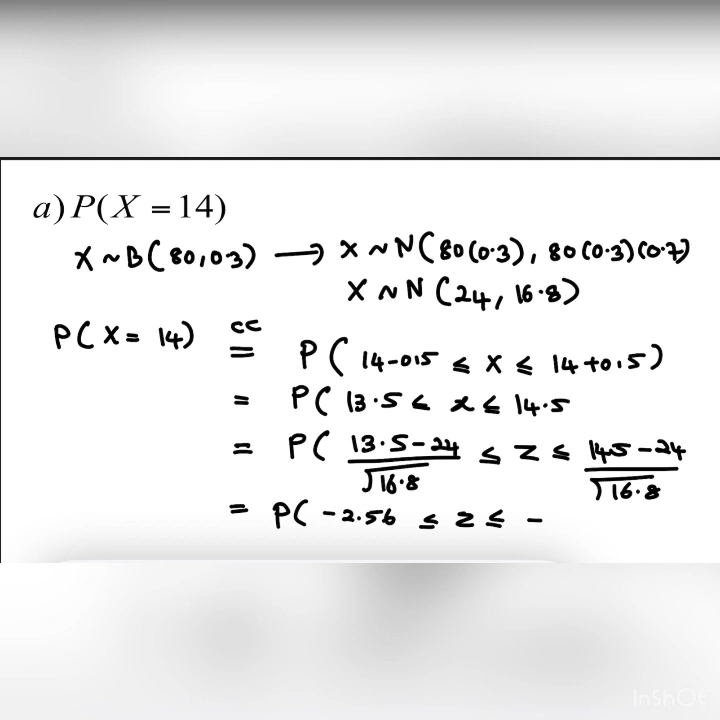 a) P(X = 14)
X ~ B(80, 0.3) → X ~ N(80(0.3), 80(0.3)(0.7)
X ~ N(24, 16.8)
P(X = 14) cc = P(14-0.5 ≤ X ≤ 14+0.5)
= P(13.5 ≤ x ≤ 14.5
= P(13.5-24/√16.8 ≤ Z ≤ 14.5-24/√16.8
= P(-2.56 ≤ z ≤ -
InShOt